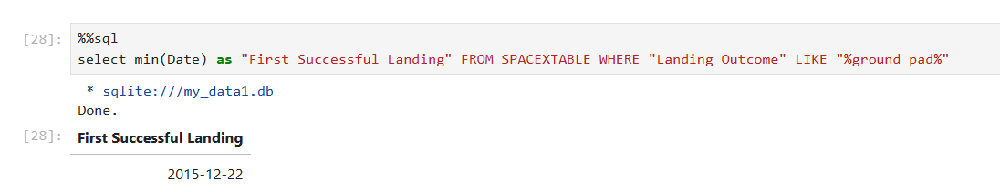 [28]: %%sql
select min(Date) as "First Successful Landing" FROM SPACEXTABLE WHERE "Landing_Outcome" LIKE "%ground pad%"
* sqlite:///my_data1.db
Done.
[28]: First Successful Landing
2015-12-22